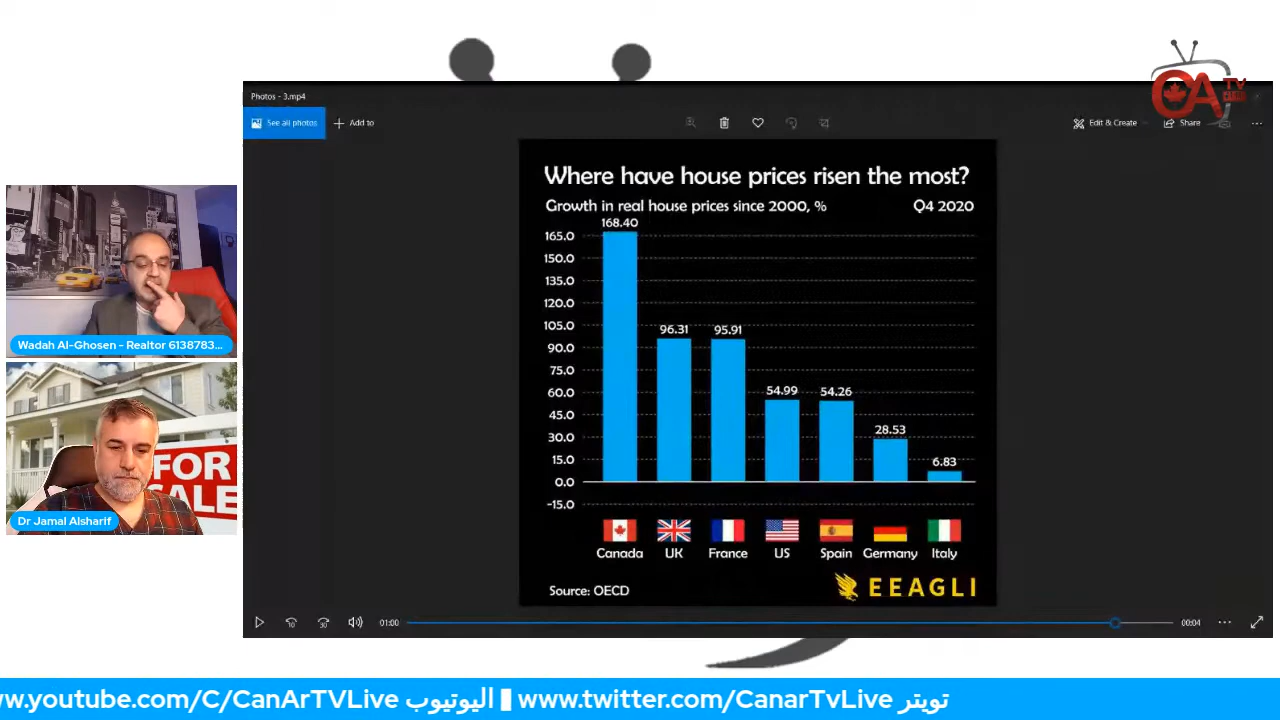 Photos - 3.mp4
CA TV
See all photos
Add to
Edit & Create
Share
Where have house prices risen the most?
Growth in real house prices since 2000, %
Q4 2020
168.40
165.0
150.0
135.0
120.0
105.0
90.0
75.0
60.0
45.0
30.0
15.0
0.0
-15.0
96.31
95.91
54.99
54.26
28.53
6.83
Canada
UK
France
US
Spain
Germany
Italy
Source: OECD
EEAGLI
10
30
01:00
00:04
Wadah Al-Ghosen - Realtor 6138783...
FOR
SALE
Dr Jamal Alsharif
w.youtube.com/C/CanArTVLive اليوتيوب | www.twitter.com/CanarTvLive تويتر